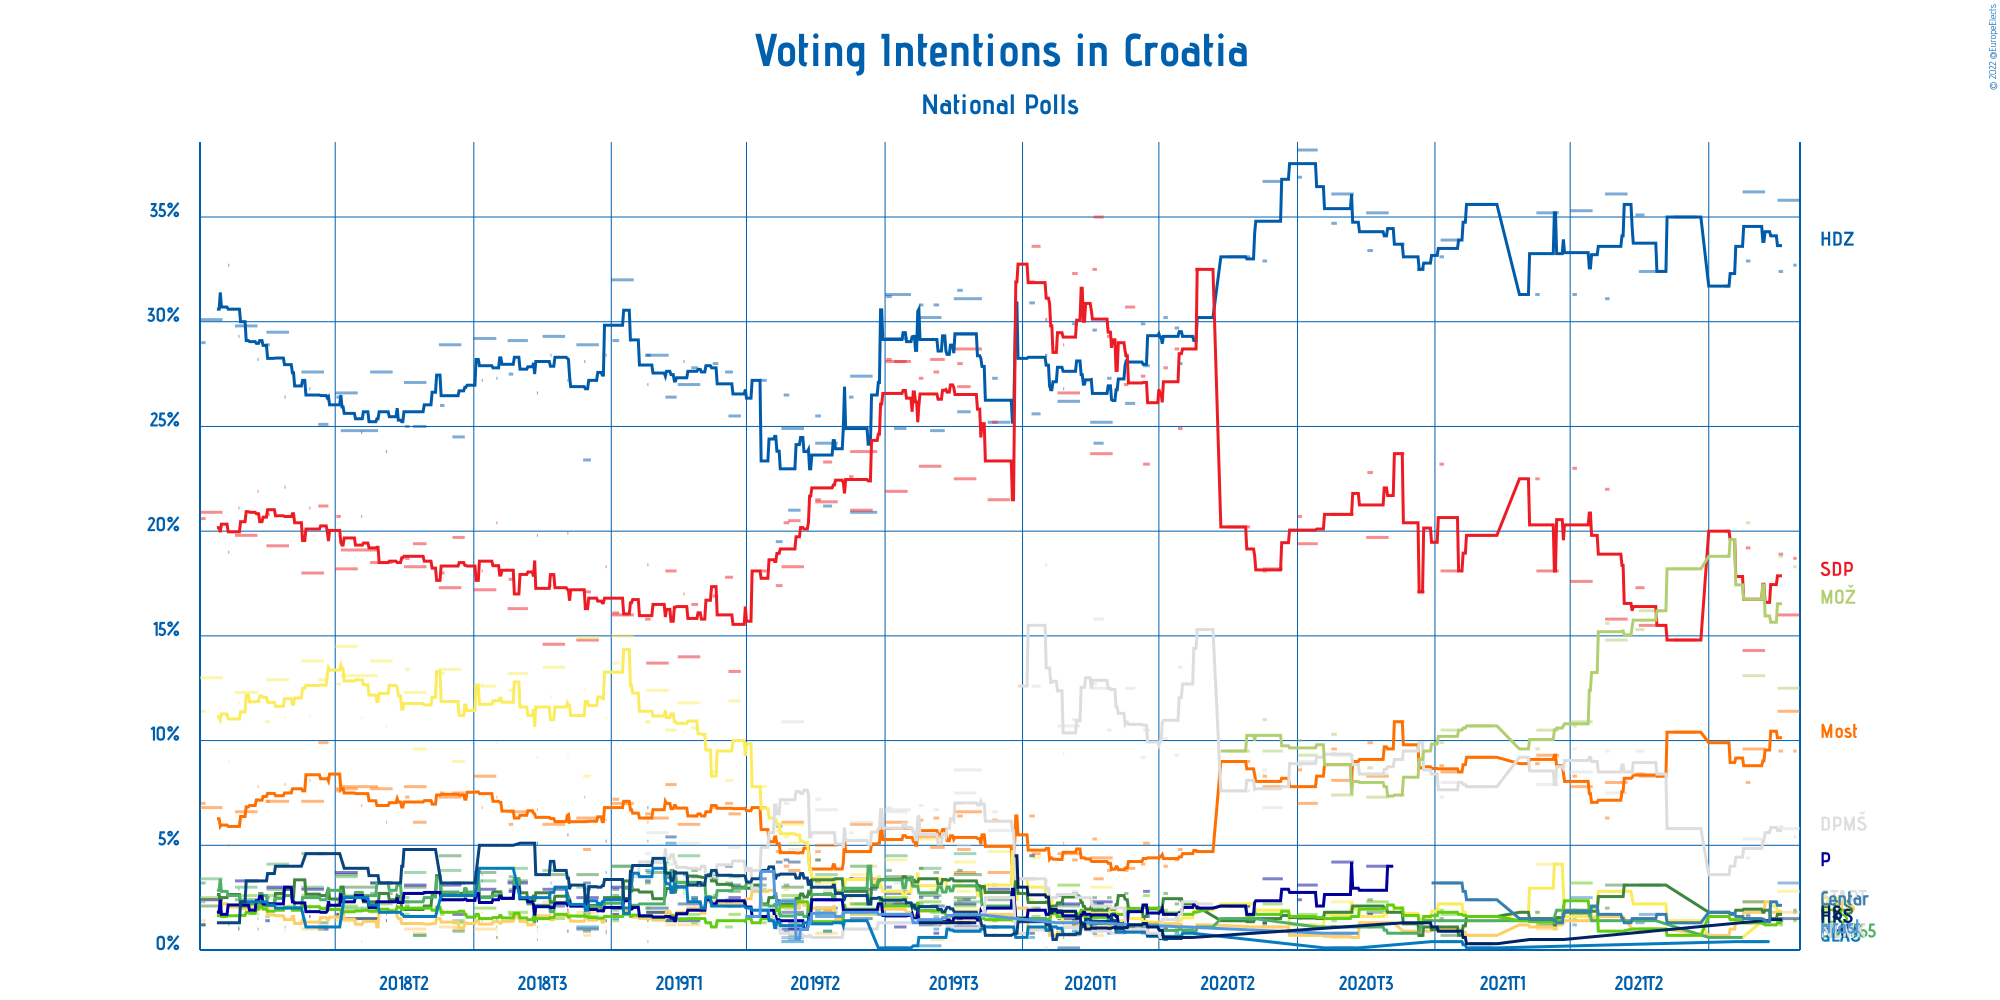 Voting Intentions in Croatia
National Polls
© 2022 @EuropeElects
35%
30%
25%
20%
15%
10%
5%
0%
HDZ
SDP
MOŽ
Most
DPMŠ
P
START
Centar
HRS
2018T2
2018T3
2019T1
2019T2
2019T3
2020T1
2020T2
2020T3
2021T1
2021T2